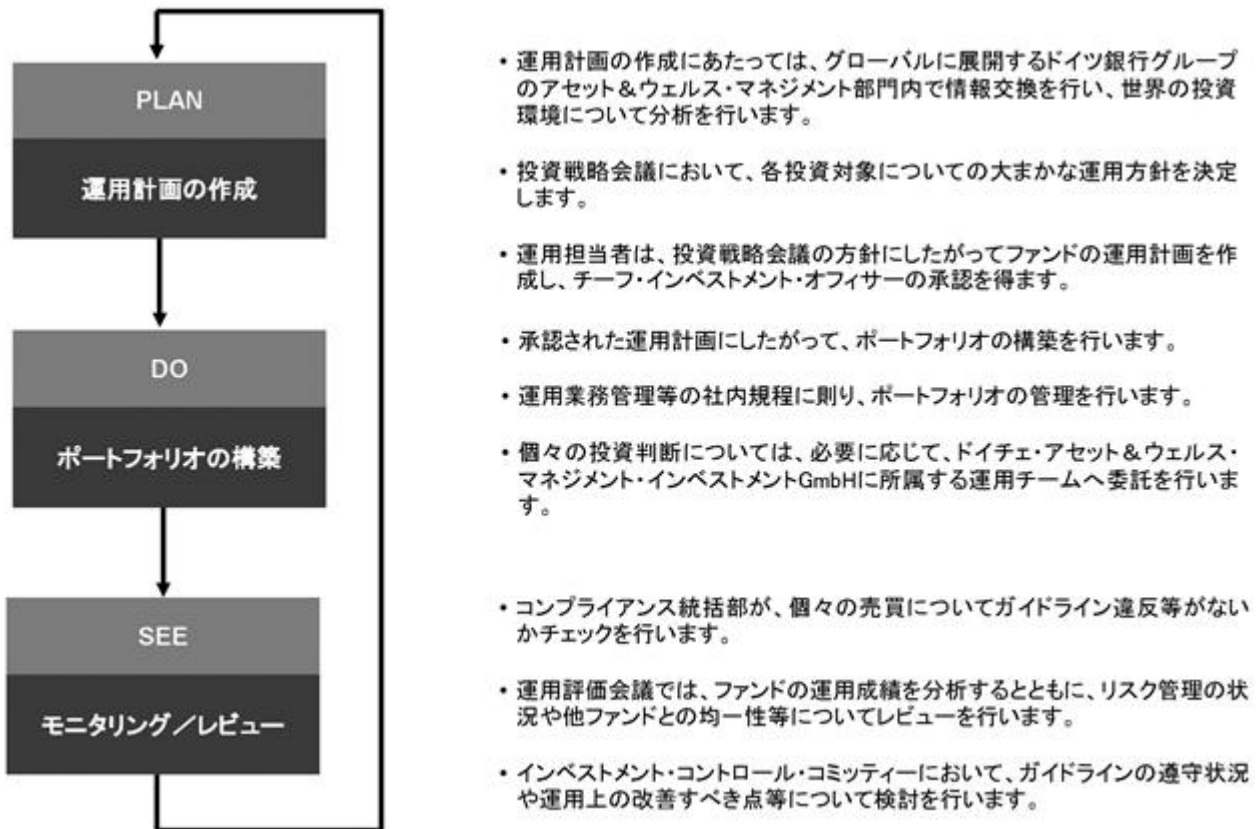 PLAN
運用計画の作成
・運用計画の作成にあたっては、グローバルに展開するドイツ銀行グループ
のアセット＆ウェルス・マネジメント部門内で情報交換を行い、世界の投資
環境について分析を行います。
・投資戦略会議において、各投資対象についての大まかな運用方針を決定
します。
・運用担当者は、投資戦略会議の方針にしたがってファンドの運用計画を作
成し、チーフ・インベストメント・オフィサーの承認を得ます。
DO
ポートフォリオの構築
・承認された運用計画にしたがって、ポートフォリオの構築を行います。
・運用業務管理等の社内規程に則り、ポートフォリオの管理を行います。
・個々の投資判断については、必要に応じて、ドイチェ・アセット＆ウェルス・
マネジメント・インベストメントGmbHに所属する運用チームへ委託を行いま
す。
SEE
モニタリング／レビュー
・コンプライアンス統括部が、個々の売買についてガイドライン違反等がない
かチェックを行います。
・運用評価会議では、ファンドの運用成績を分析するとともに、リスク管理の状
況や他ファンドとの均一性等についてレビューを行います。
・インベストメント・コントロール・コミッティーにおいて、ガイドラインの遵守状況
や運用上の改善すべき点等について検討を行います。